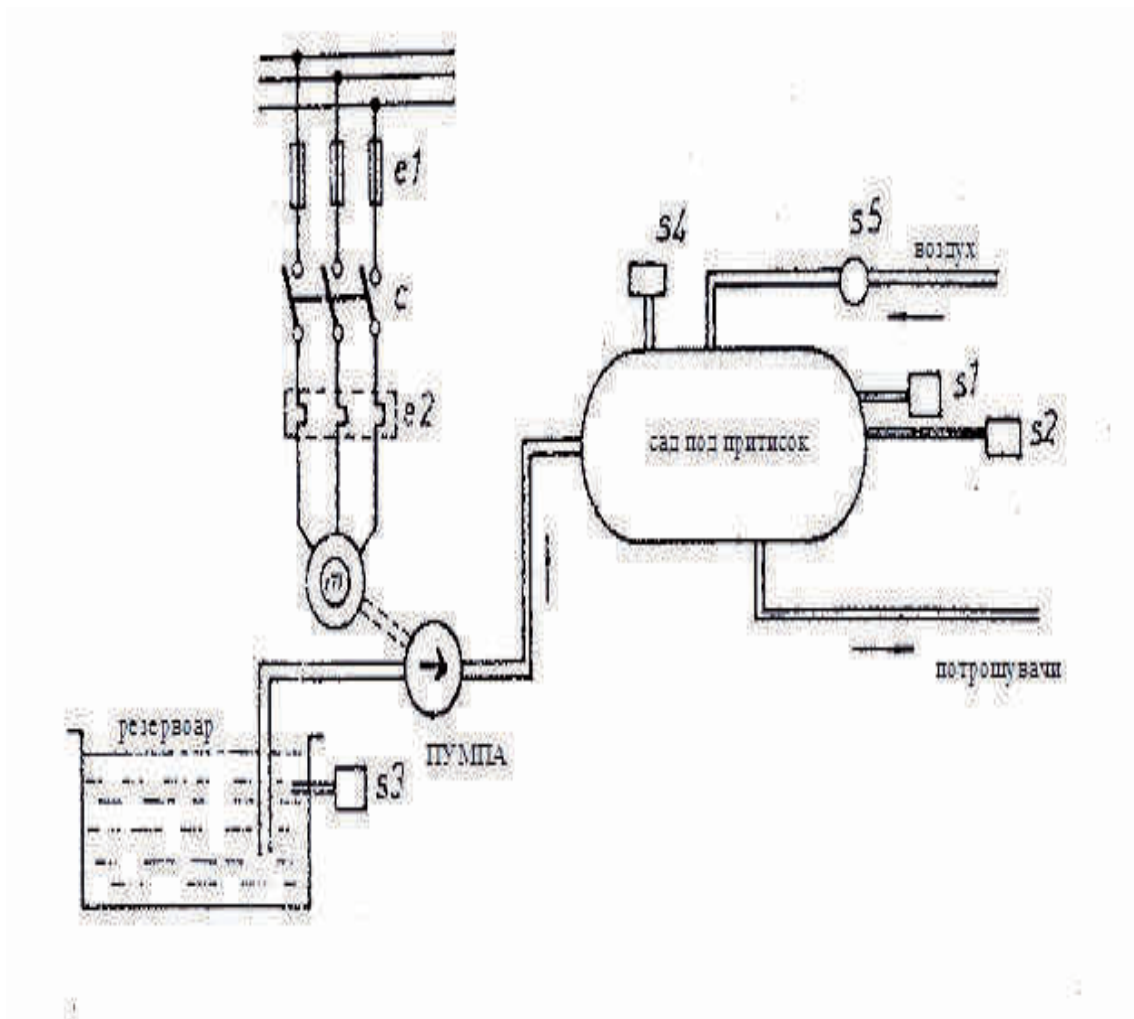 e1
s4
s5
воздух
c
s1
e2
сад под притисок
s2
m
потрошувачи
резервоар
ПУМПА
s3